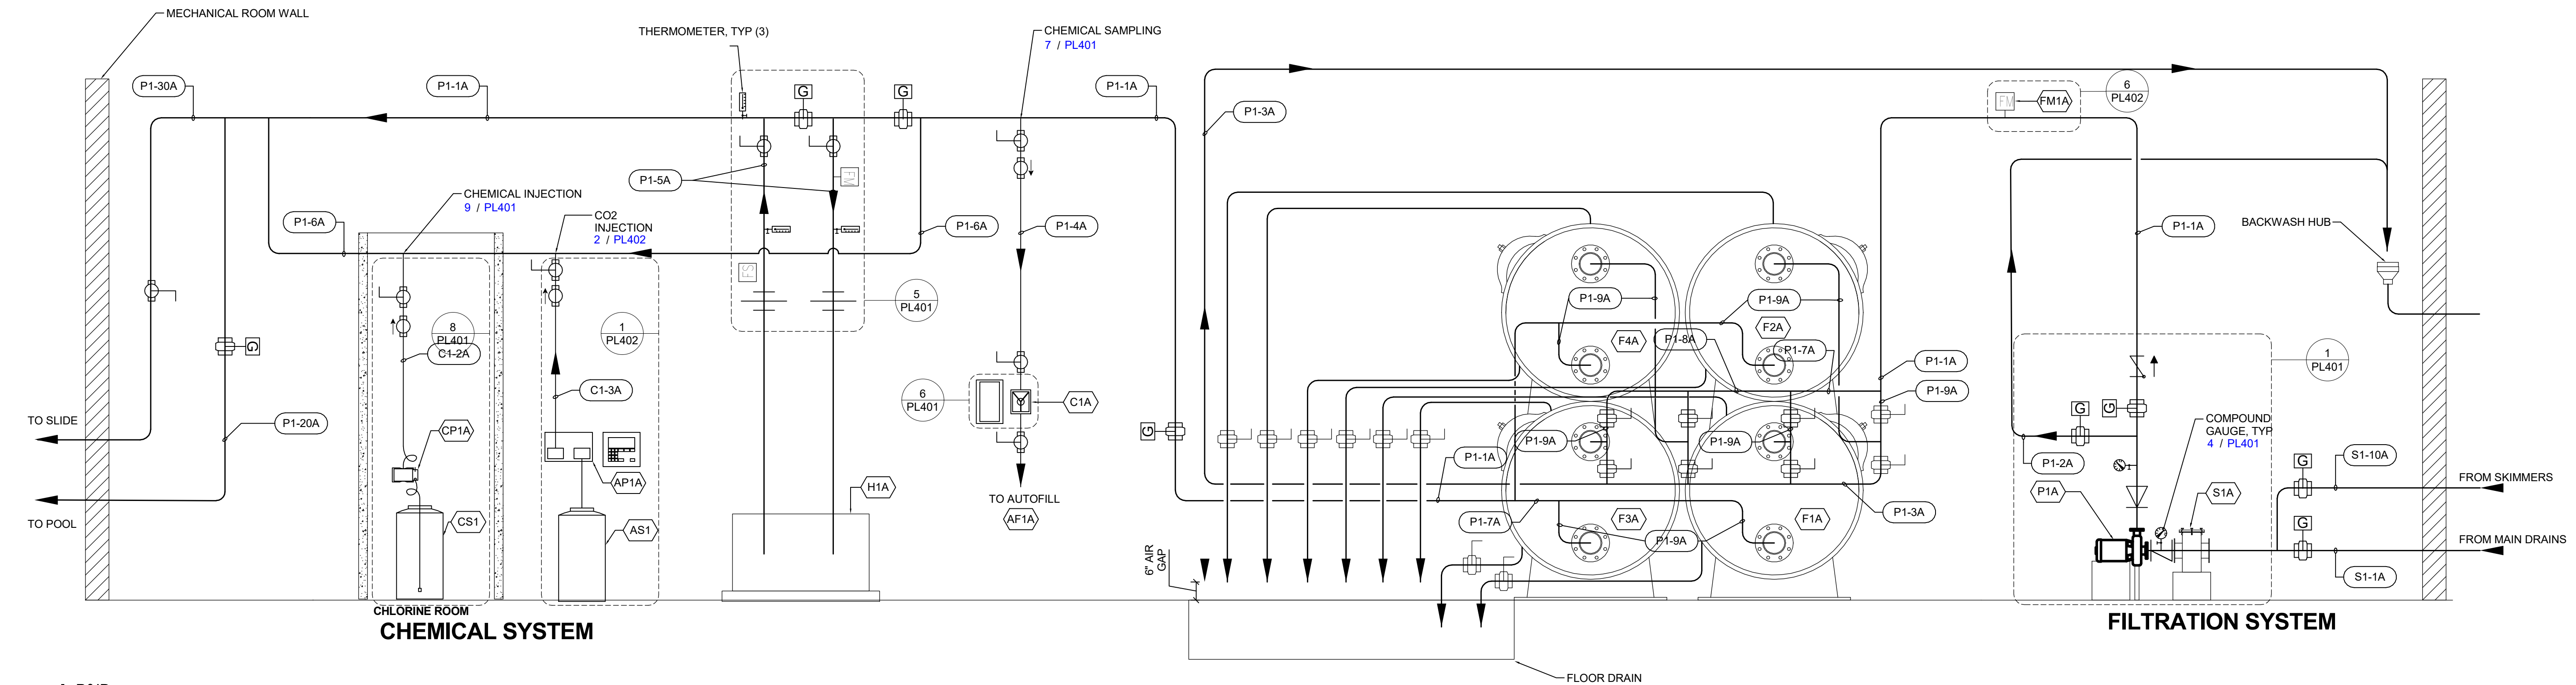 MECHANICAL ROOM WALL
THERMOMETER, TYP (3)
CHEMICAL SAMPLING
7 / PL401
P1-30A
P1-1A
G
G
P1-1A
P1-3A
FM
FM1A
6
PL402
P1-5A
FM
CHEMICAL INJECTION
9 / PL401
P1-6A
CO2
INJECTION
2 / PL402
P1-6A
P1-4A
P1-1A
BACKWASH HUB
FS
5
PL401
8
PL401
C1-2A
1
PL402
G
P1-9A
P1-9A
F4A
F2A
P1-8A
P1-7A
P1-1A
P1-9A
1
PL401
C1-3A
6
PL401
C1A
TO SLIDE
P1-20A
CP1A
G
P1-9A
P1-9A
P1-1A
G
G
COMPOUND
GAUGE, TYP
4 / PL401
AP1A
P1-2A
G
S1-10A
H1A
TO AUTOFILL
AF1A
P1A
S1A
FROM SKIMMERS
TO POOL
CS1
AS1
P1-7A
F3A
F1A
P1-3A
P1-9A
G
FROM MAIN DRAINS
S1-1A
6" AIR
GAP
CHLORINE ROOM
CHEMICAL SYSTEM
FILTRATION SYSTEM
FLOOR DRAIN